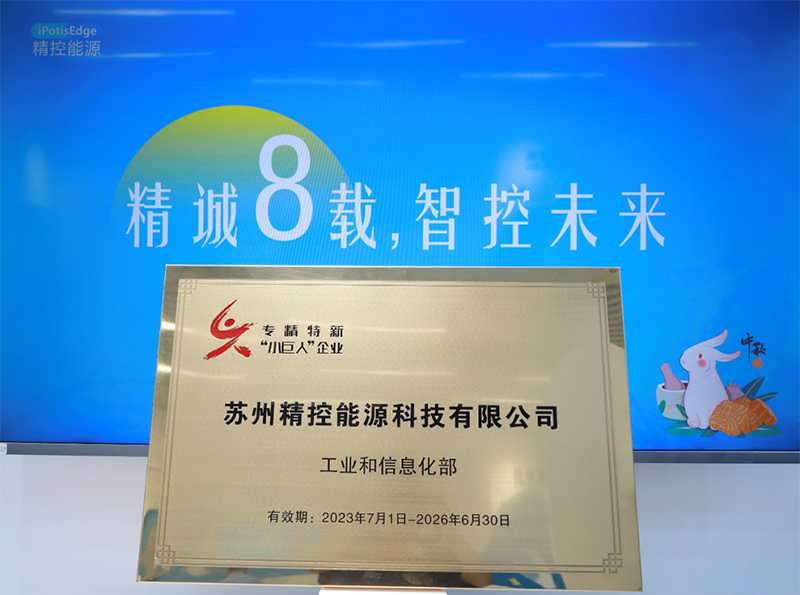 iPotisEdge
精控能源
精诚8载,智控未来
中秋
专精特新
“小巨人”企业
苏州精控能源科技有限公司
工业和信息化部
有效期：2023年7月1日-2026年6月30日